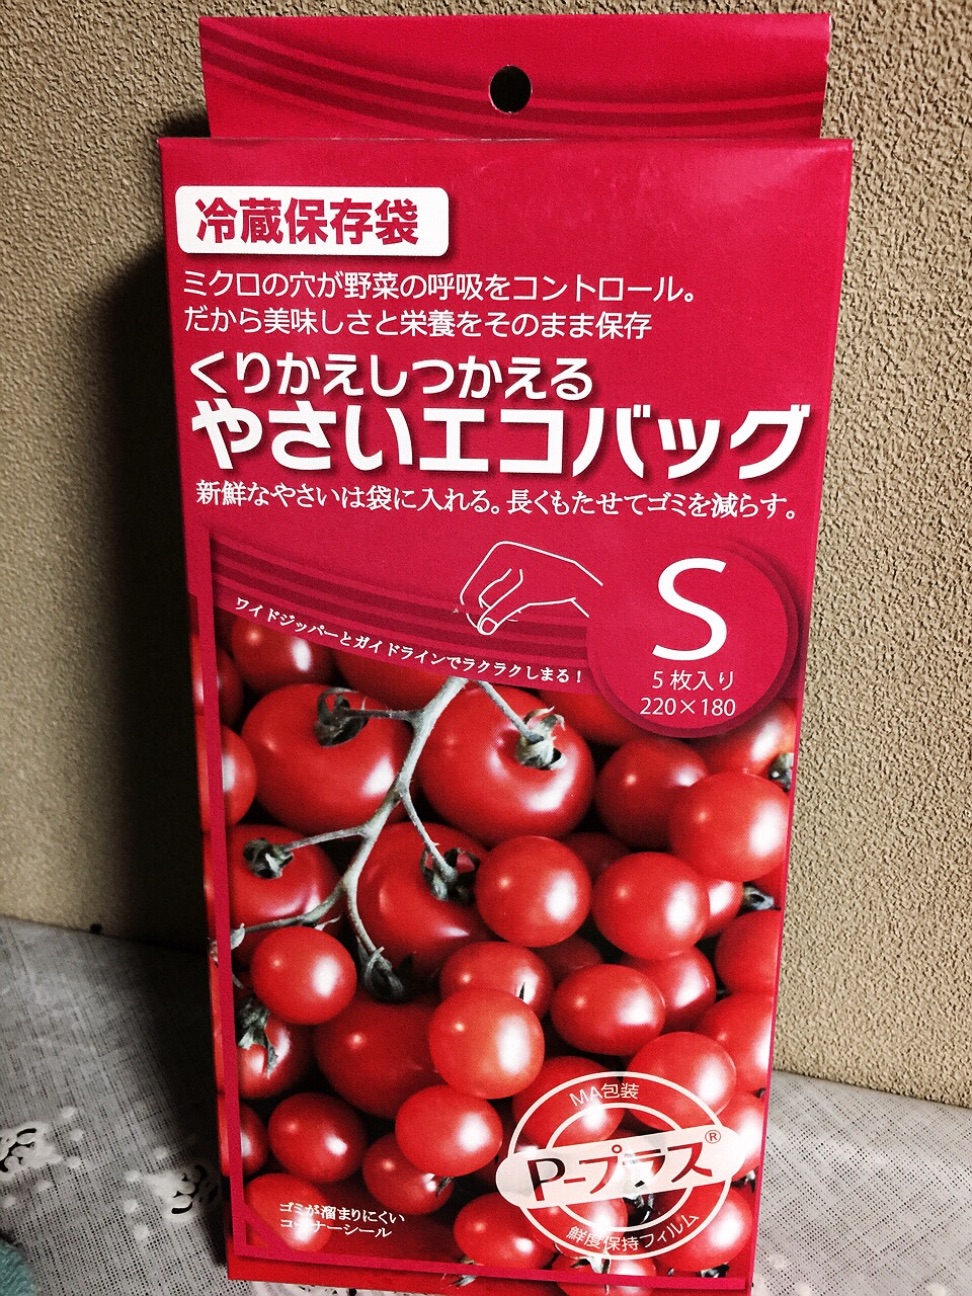 冷蔵保存袋
ミクロの穴が野菜の呼吸をコントロール。
だから美味しさと栄養をそのまま保存
くりかえしつかえる
やさいエコバッグ
新鮮なやさいは袋に入れる。長くもたせてゴミを減らす。
ワイドジッパーとガイドラインでラクラクしまる！
S
5枚入り
220×180
MA包装
P-プラス®
鮮度保持フィルム
ゴミが溜まりにくい
コーナーシール